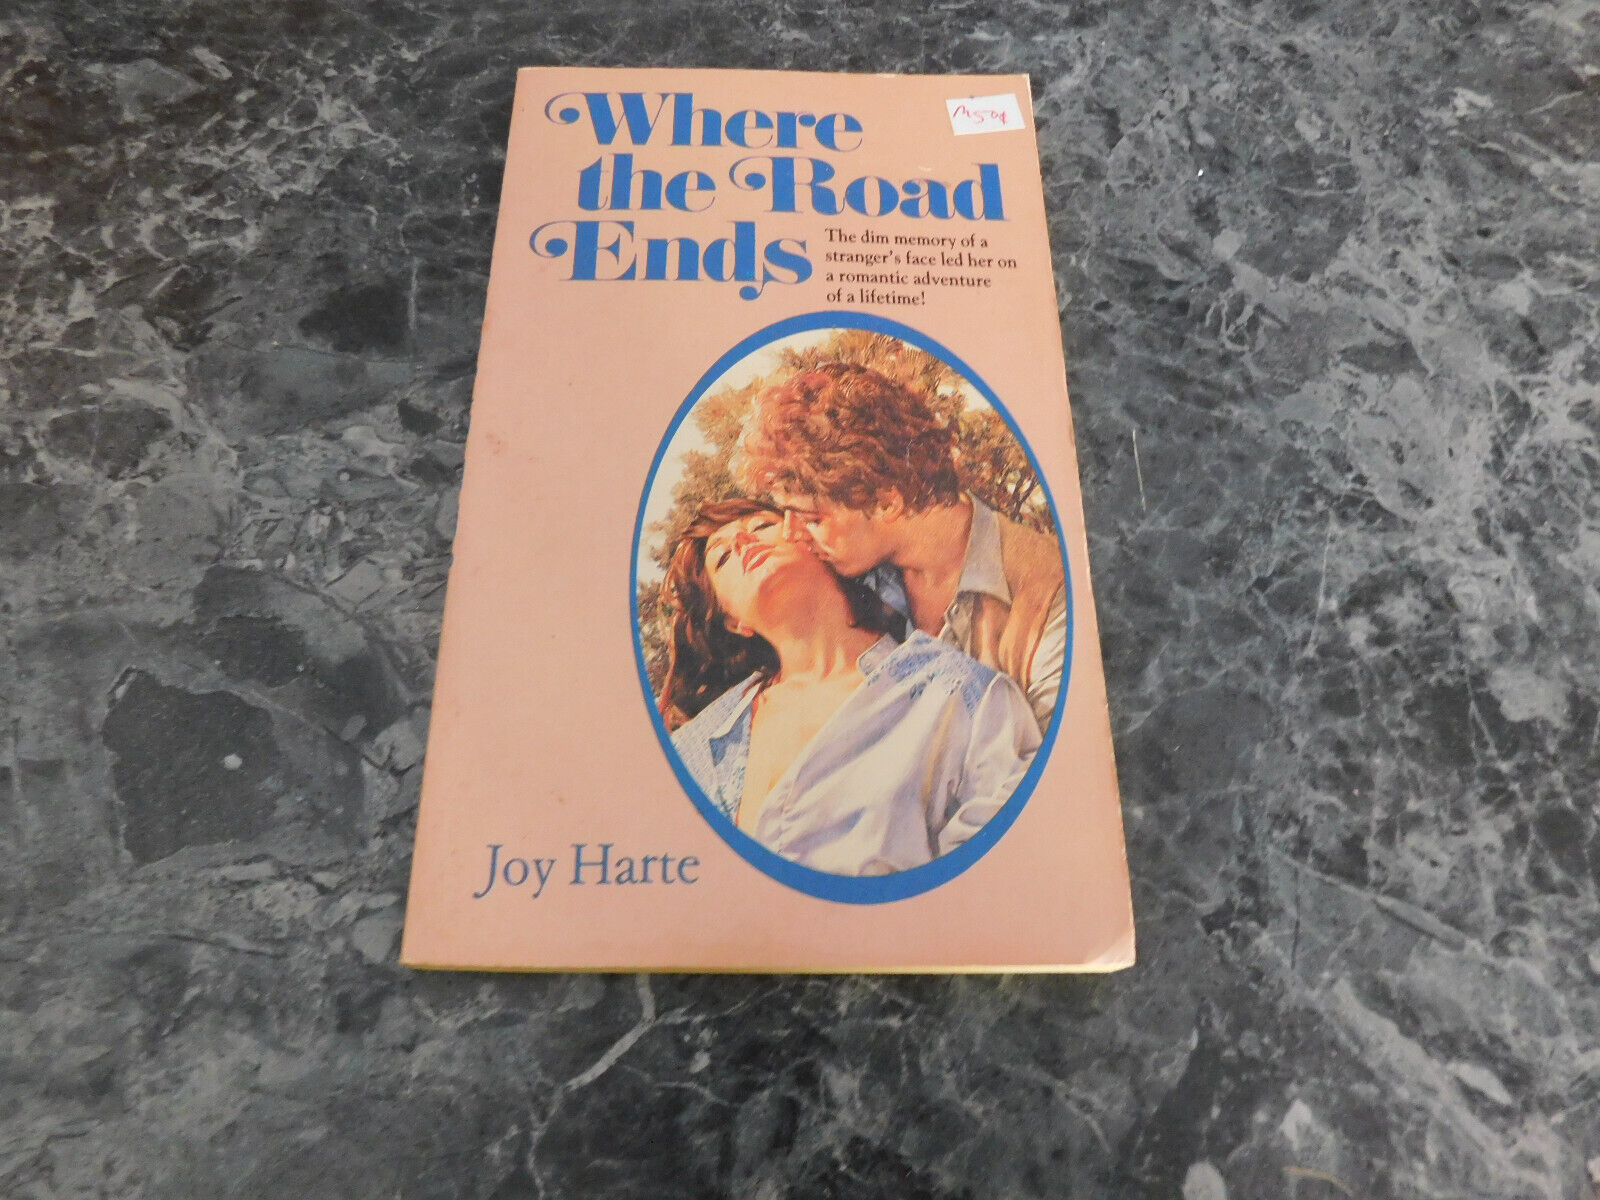 Where
the Road
Ends
The dim memory of a
stranger's face led her on
a romantic adventure
of a lifetime!
Joy Harte